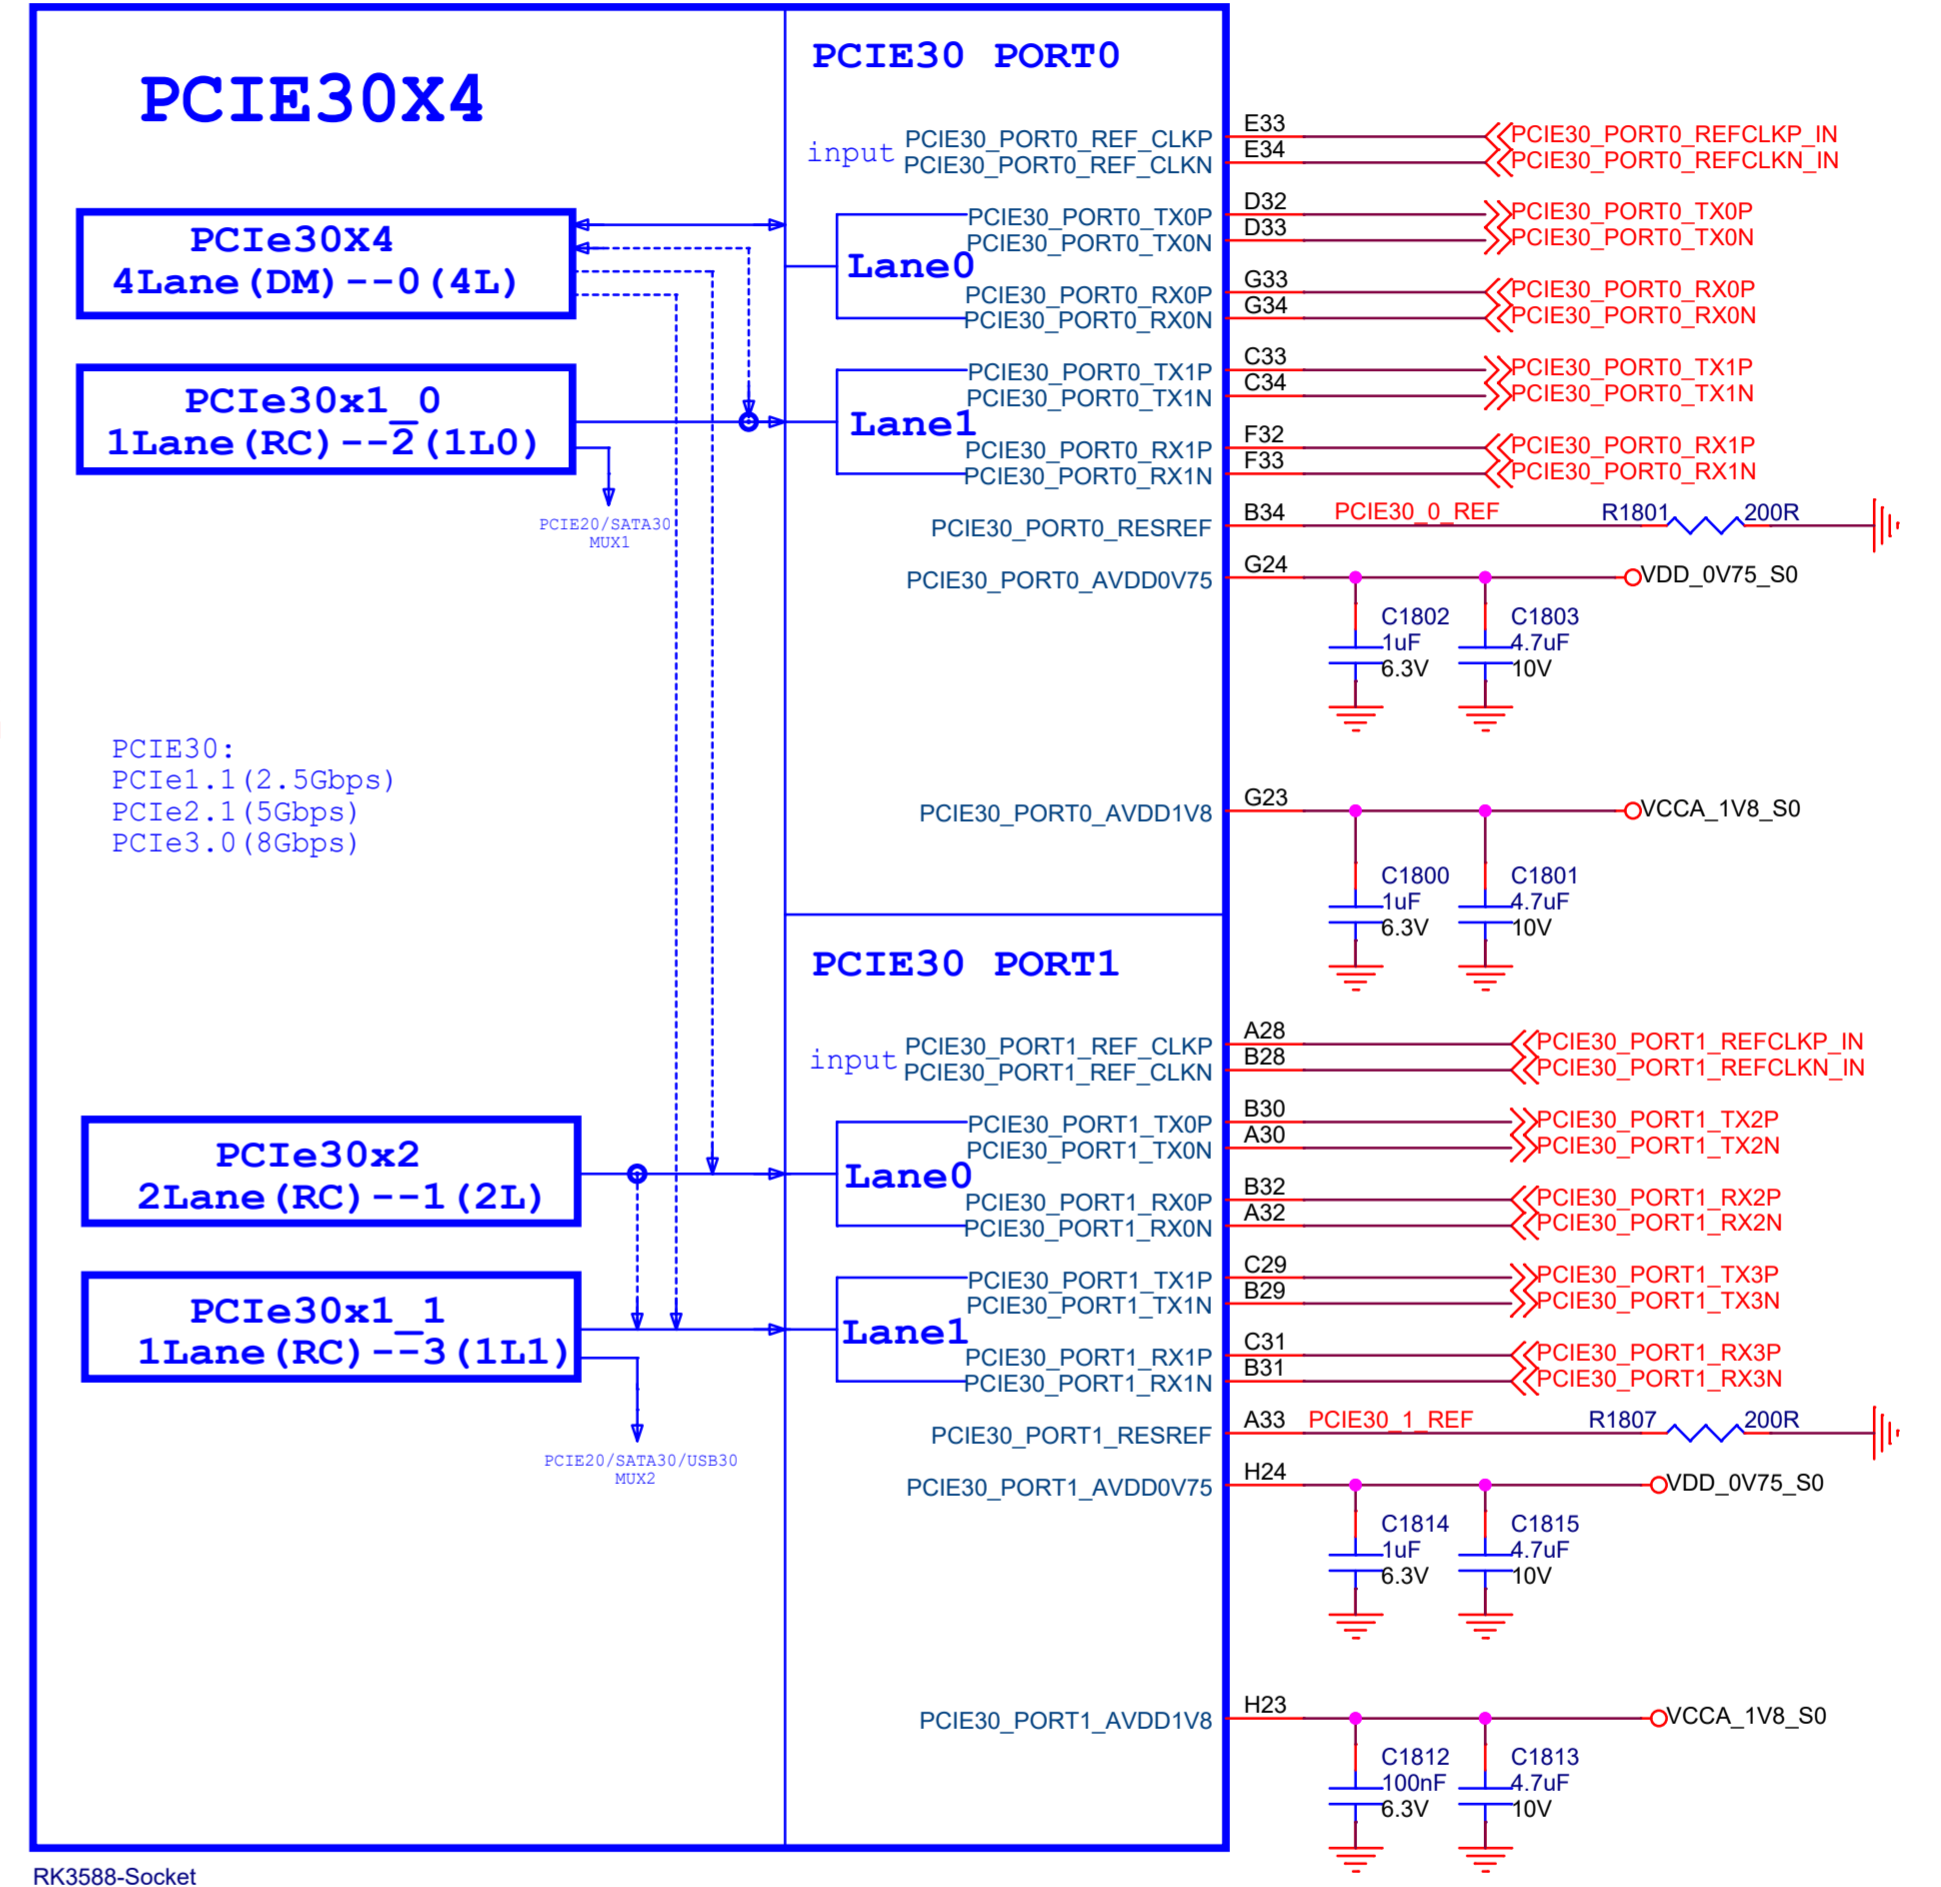 PCIE30X4
PCIe30X4
4Lane(DM)--0(4L)
PCIe30x1_0
1Lane(RC)--2(1L0)
PCIE20/SATA30
MUX1
PCIE30:
PCIe1.1(2.5Gbps)
PCIe2.1(5Gbps)
PCIe3.0(8Gbps)
PCIe30x2
2Lane(RC)--1(2L)
PCIe30x1_1
1Lane(RC)--3(1L1)
PCIE20/SATA30/USB30
MUX2
PCIE30 PORT0
input
PCIE30_PORT0_REF_CLKP E33 PCIE30_PORT0_REFCLKP_IN
PCIE30_PORT0_REF_CLKN E34 PCIE30_PORT0_REFCLKN_IN
Lane0
PCIE30_PORT0_TX0P D32 PCIE30_PORT0_TX0P
PCIE30_PORT0_TX0N D33 PCIE30_PORT0_TX0N
PCIE30_PORT0_RX0P G33 PCIE30_PORT0_RX0P
PCIE30_PORT0_RX0N G34 PCIE30_PORT0_RX0N
Lane1
PCIE30_PORT0_TX1P C33 PCIE30_PORT0_TX1P
PCIE30_PORT0_TX1N C34 PCIE30_PORT0_TX1N
PCIE30_PORT0_RX1P F32 PCIE30_PORT0_RX1P
PCIE30_PORT0_RX1N F33 PCIE30_PORT0_RX1N
PCIE30_PORT0_RESREF B34 PCIE30_0_REF R1801 200R
PCIE30_PORT0_AVDD0V75 G24 VDD_0V75_S0
C1802
1uF
6.3V
C1803
4.7uF
10V
PCIE30_PORT0_AVDD1V8 G23 VCCA_1V8_S0
C1800
1uF
6.3V
C1801
4.7uF
10V
PCIE30 PORT1
input
PCIE30_PORT1_REF_CLKP A28 PCIE30_PORT1_REFCLKP_IN
PCIE30_PORT1_REF_CLKN B28 PCIE30_PORT1_REFCLKN_IN
Lane0
PCIE30_PORT1_TX0P B30 PCIE30_PORT1_TX2P
PCIE30_PORT1_TX0N A30 PCIE30_PORT1_TX2N
PCIE30_PORT1_RX0P B32 PCIE30_PORT1_RX2P
PCIE30_PORT1_RX0N A32 PCIE30_PORT1_RX2N
Lane1
PCIE30_PORT1_TX1P C29 PCIE30_PORT1_TX3P
PCIE30_PORT1_TX1N B29 PCIE30_PORT1_TX3N
PCIE30_PORT1_RX1P C31 PCIE30_PORT1_RX3P
PCIE30_PORT1_RX1N B31 PCIE30_PORT1_RX3N
PCIE30_PORT1_RESREF A33 PCIE30_1_REF R1807 200R
PCIE30_PORT1_AVDD0V75 H24 VDD_0V75_S0
C1814
1uF
6.3V
C1815
4.7uF
10V
PCIE30_PORT1_AVDD1V8 H23 VCCA_1V8_S0
C1812
100nF
6.3V
C1813
4.7uF
10V
RK3588-Socket